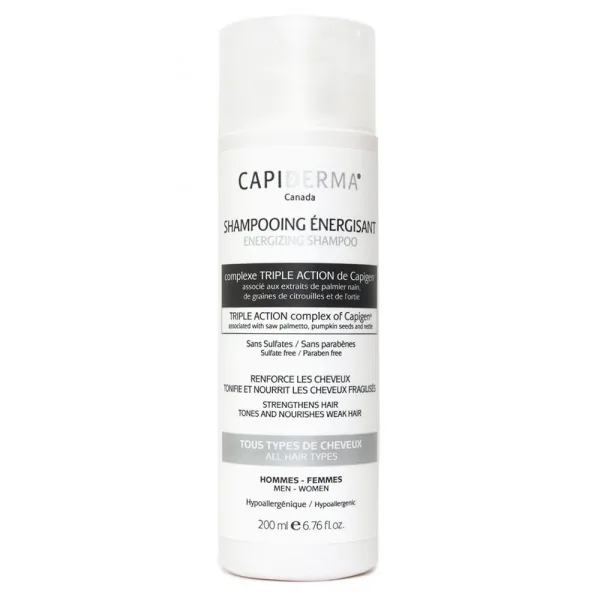 CAPIDERMA®
Canada
SHAMPOOING ÉNERGISANT
ENERGIZING SHAMPOO
complexe TRIPLE ACTION de Capigen®
associé aux extraits de palmier nain,
de graines de citrouilles et de l'ortie
TRIPLE ACTION complex of Capigen®
associated with saw palmetto, pumpkin seeds and nettle
Sans Sulfates / Sans parabènes
Sulfate free / Paraben free
RENFORCE LES CHEVEUX
TONIFIE ET NOURRIT LES CHEVEUX FRAGILISÉS
STRENGTHENS HAIR
TONES AND NOURISHES WEAK HAIR
TOUS TYPES DE CHEVEUX
ALL HAIR TYPES
HOMMES - FEMMES
MEN - WOMEN
Hypoallergénique / Hypoallergenic
200 ml e 6.76 fl. oz.